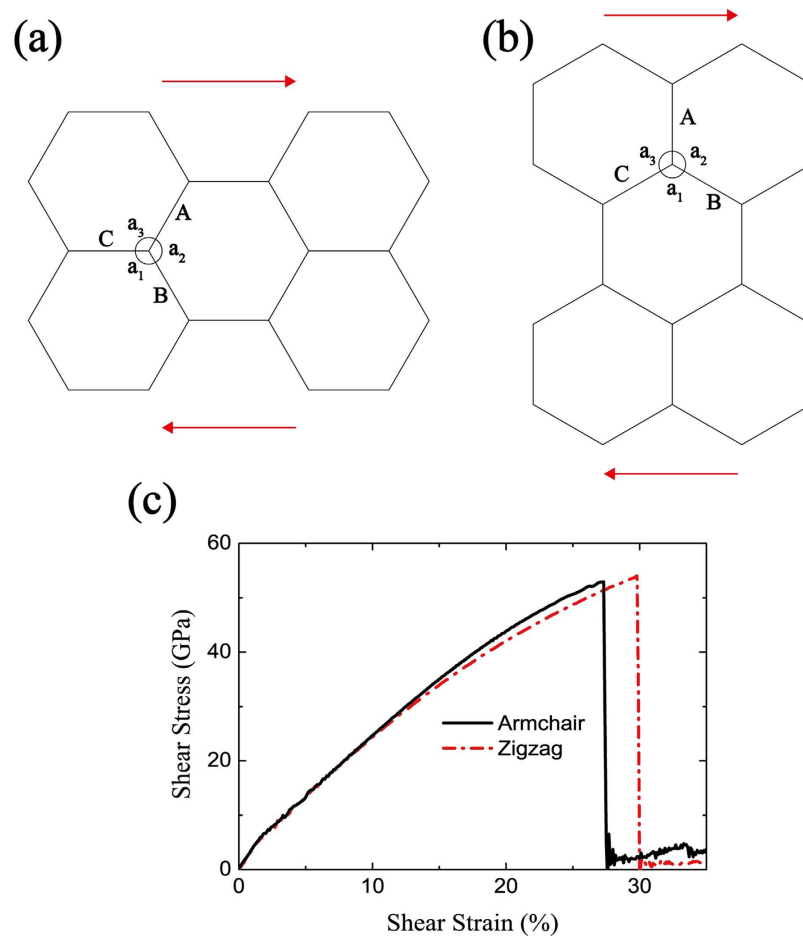 (a)
A
a₃
C
a₂
a₁
B
(b)
A
a₃
a₂
C
a₁
B
(c)
Shear Stress (GPa)
60
40
20
0
Armchair
Zigzag
0
10
20
30
Shear Strain (%)